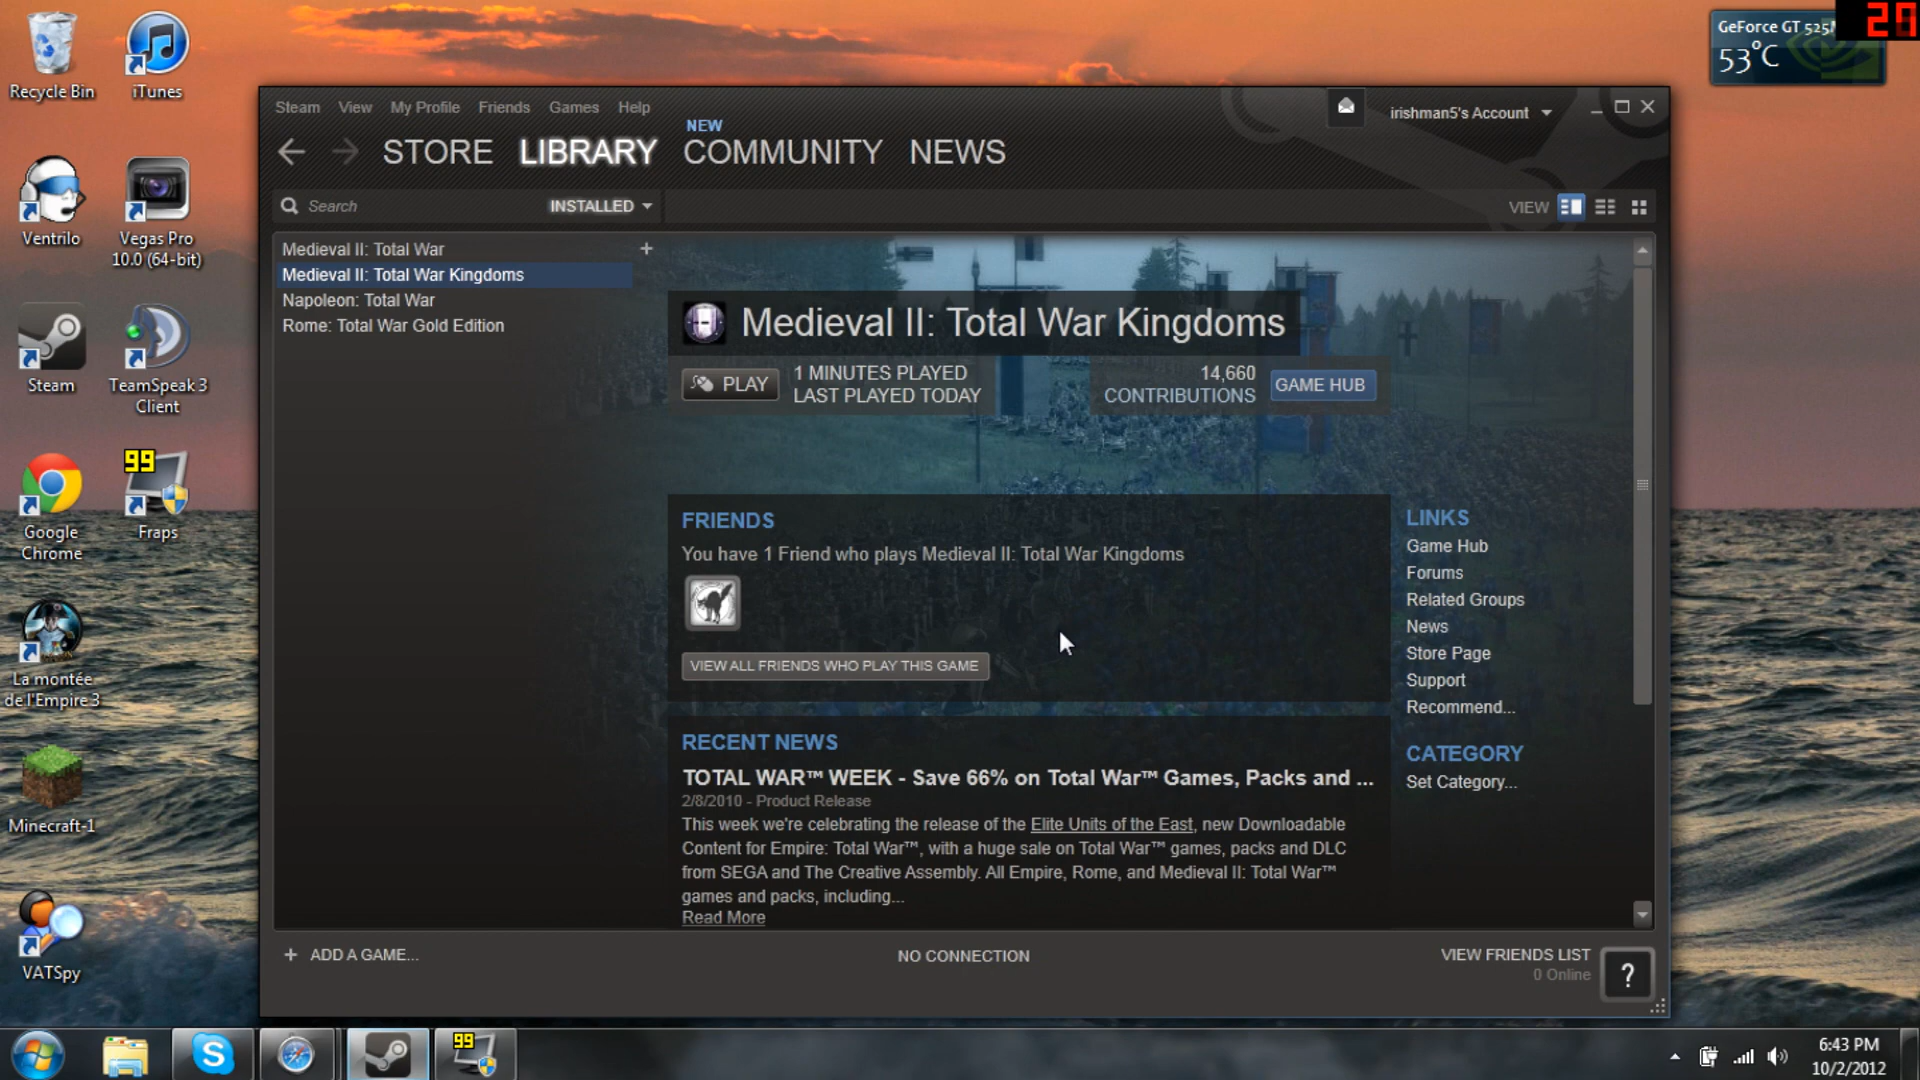 Recycle Bin
iTunes
Ventrilo
Vegas Pro
10.0 (64-bit)
Steam
TeamSpeak 3
Client
99
Google
Chrome
Fraps
La montée
de l'Empire 3
Minecraft-1
VATSpy
GeForce GT 525M
53°C
29
Steam View My Profile Friends Games Help
irishman5's Account
NEW
STORE LIBRARY COMMUNITY NEWS
Search
INSTALLED
VIEW
Medieval II: Total War
+
Medieval II: Total War Kingdoms
Napoleon: Total War
Rome: Total War Gold Edition
Medieval II: Total War Kingdoms
PLAY
1 MINUTES PLAYED
LAST PLAYED TODAY
14,660
CONTRIBUTIONS
GAME HUB
FRIENDS
You have 1 Friend who plays Medieval II: Total War Kingdoms
VIEW ALL FRIENDS WHO PLAY THIS GAME
LINKS
Game Hub
Forums
Related Groups
News
Store Page
Support
Recommend...
CATEGORY
Set Category...
RECENT NEWS
TOTAL WAR™ WEEK - Save 66% on Total War™ Games, Packs and ...
2/8/2010 - Product Release
This week we're celebrating the release of the Elite Units of the East, new Downloadable
Content for Empire: Total War™, with a huge sale on Total War™ games, packs and DLC
from SEGA and The Creative Assembly. All Empire, Rome, and Medieval II: Total War™
games and packs, including...
Read More
+ ADD A GAME...
NO CONNECTION
VIEW FRIENDS LIST
0 Online
?
S
99
6:43 PM
10/2/2012